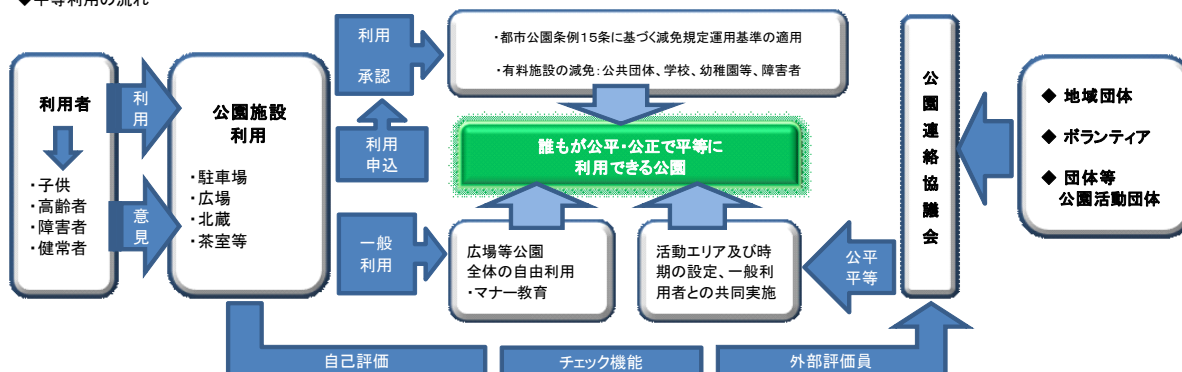 ◆平等利用の流れ
利用者
・子供
・高齢者
・障害者
・健常者
利用
意見
公園施設
利用
・駐車場
・広場
・北蔵
・茶室等
利用
承認
利用
申込
一般
利用
・都市公園条例15条に基づく減免規定運用基準の適用
・有料施設の減免：公共団体、学校、幼稚園等、障害者
誰もが公平・公正で平等に
利用できる公園
広場等公園
全体の自由利用
・マナー教育
活動エリア及び時
期の設定、一般利
用者との共同実施
公平
平等
公園連絡協議会
◆ 地域団体
◆ ボランティア
◆ 団体等
公園活動団体
自己評価
チェック機能
外部評価員